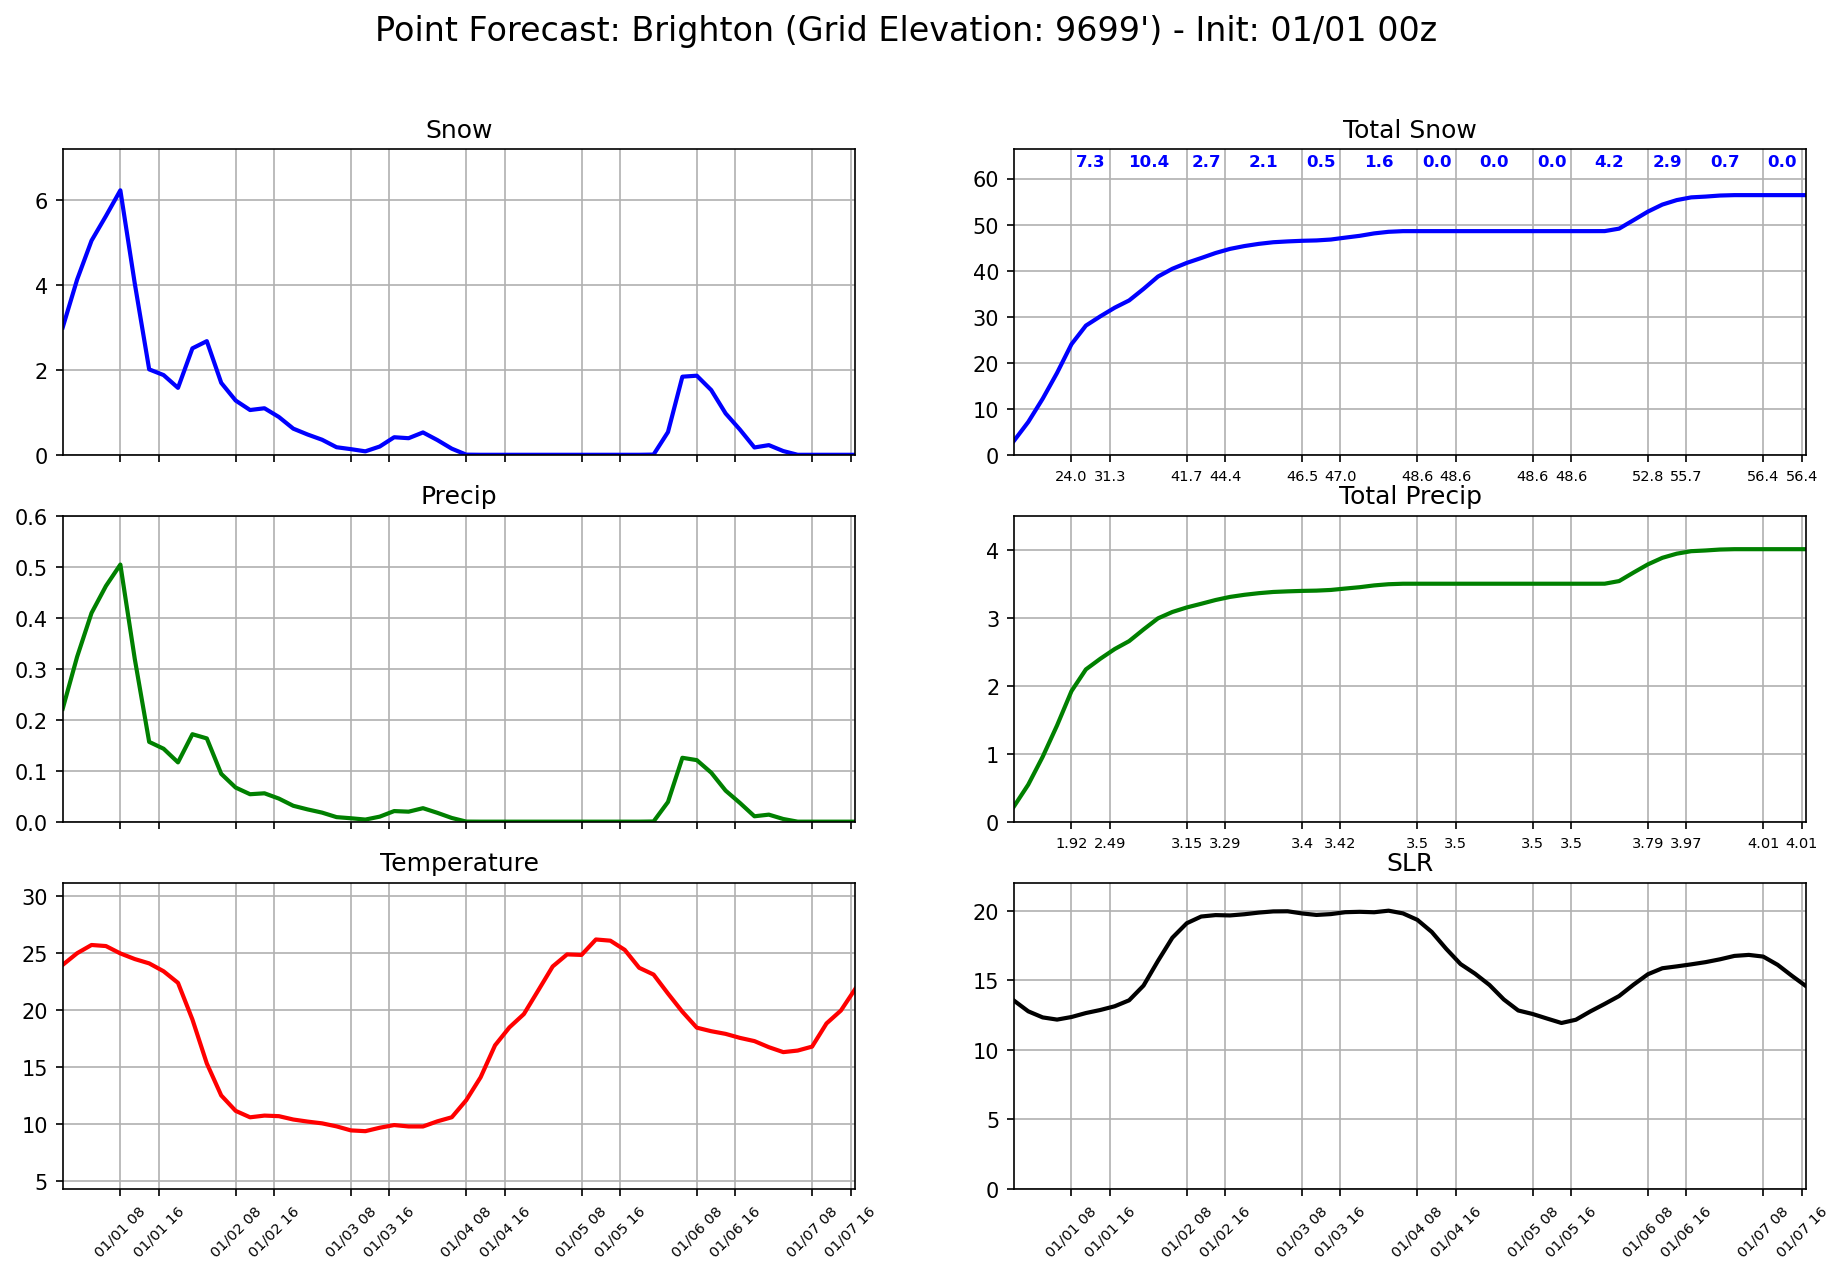 Point Forecast: Brighton (Grid Elevation: 9699') - Init: 01/01 00z
Snow
6
4
2
0
Total Snow
7.3 10.4 2.7 2.1 0.5 1.6 0.0 0.0 0.0 4.2 2.9 0.7 0.0
60
50
40
30
20
10
0
24.0 31.3 41.7 44.4 46.5 47.0 48.6 48.6 48.6 48.6 52.8 55.7 56.4 56.4
Precip
0.6
0.5
0.4
0.3
0.2
0.1
0.0
Total Precip
4
3
2
1
0
1.92 2.49 3.15 3.29 3.4 3.42 3.5 3.5 3.5 3.5 3.79 3.97 4.01 4.01
Temperature
30
25
20
15
10
5
01/01 08 01/01 16 01/02 08 01/02 16 01/03 08 01/03 16 01/04 08 01/04 16 01/05 08 01/05 16 01/06 08 01/06 16 01/07 08 01/07 16
SLR
20
15
10
5
0
01/01 08 01/01 16 01/02 08 01/02 16 01/03 08 01/03 16 01/04 08 01/04 16 01/05 08 01/05 16 01/06 08 01/06 16 01/07 08 01/07 16